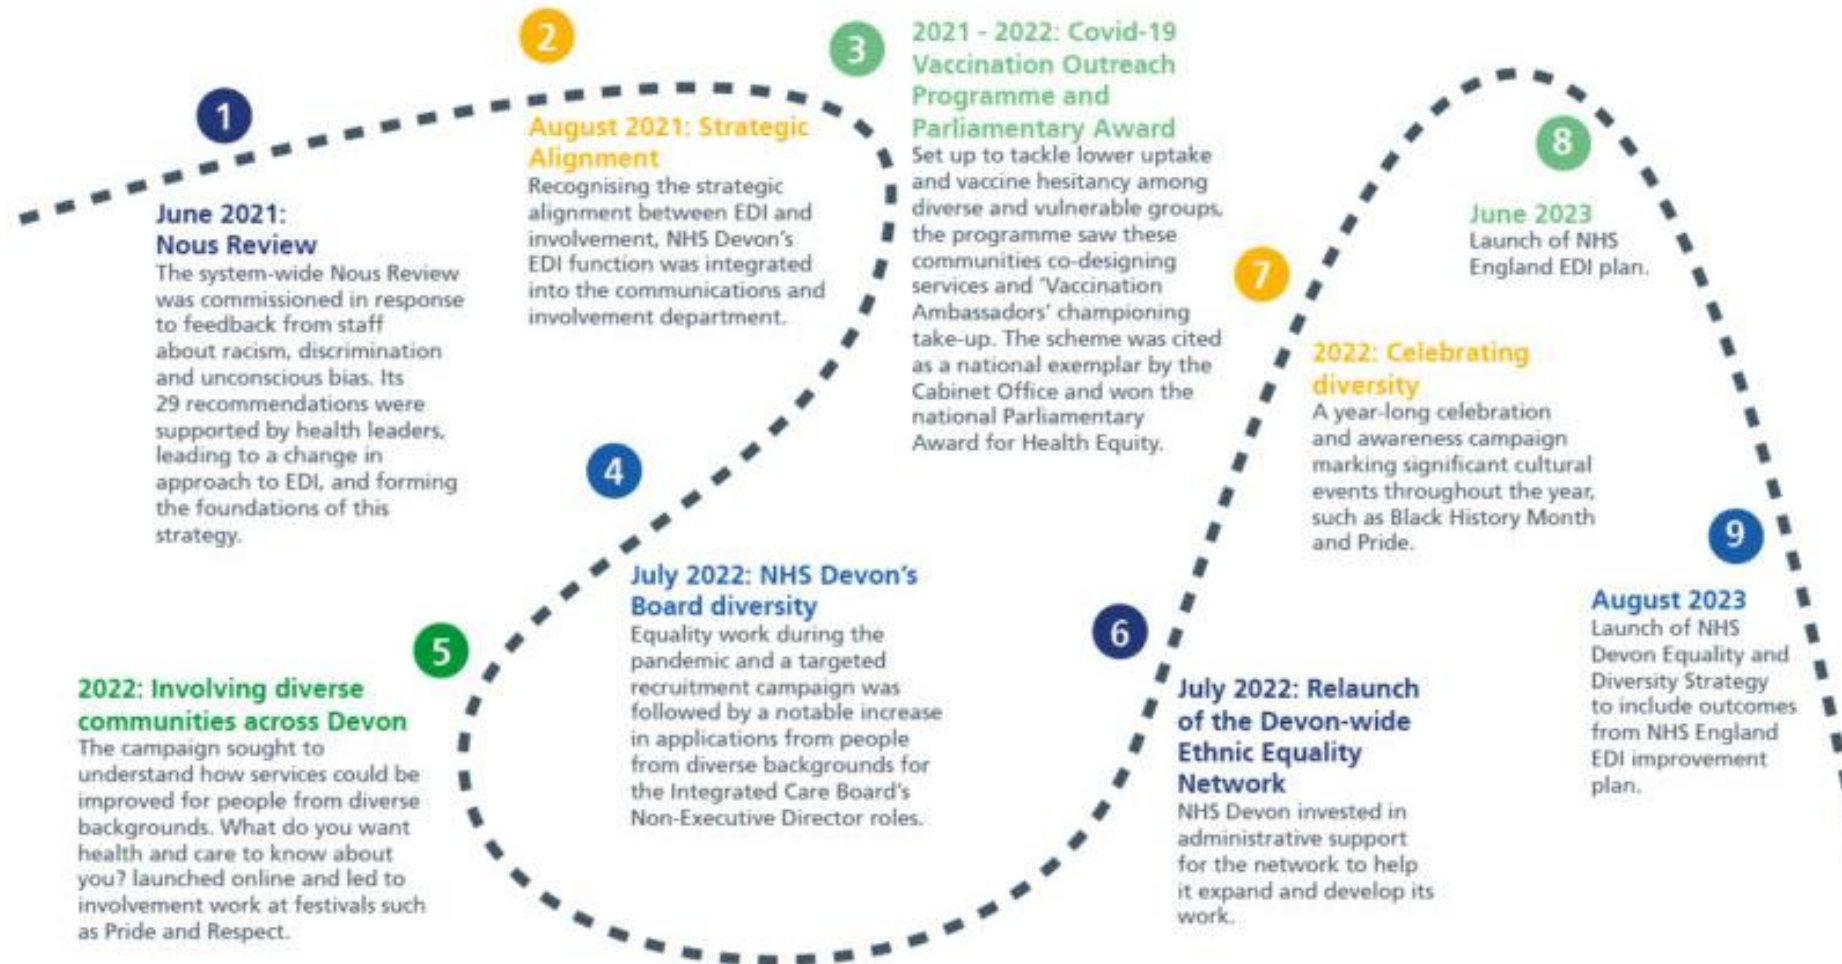 1
June 2021:
Nous Review
The system-wide Nous Review
was commissioned in response
to feedback from staff
about racism, discrimination
and unconscious bias. Its
29 recommendations were
supported by health leaders,
leading to a change in
approach to EDI, and forming
the foundations of this
strategy.
2
August 2021: Strategic
Alignment
Recognising the strategic
alignment between EDI and
involvement, NHS Devon's
EDI function was integrated
into the communications and
involvement department.
3
2021 - 2022: Covid-19
Vaccination Outreach
Programme and
Parliamentary Award
Set up to tackle lower uptake
and vaccine hesitancy among
diverse and vulnerable groups,
the programme saw these
communities co-designing
services and 'Vaccination
Ambassadors' championing
take-up. The scheme was cited
as a national exemplar by the
Cabinet Office and won the
national Parliamentary
Award for Health Equity.
4
July 2022: NHS Devon's
Board diversity
Equality work during the
pandemic and a targeted
recruitment campaign was
followed by a notable increase
in applications from people
from diverse backgrounds for
the Integrated Care Board's
Non-Executive Director roles.
5
2022: Involving diverse
communities across Devon
The campaign sought to
understand how services could be
improved for people from diverse
backgrounds. What do you want
health and care to know about
you? launched online and led to
involvement work at festivals such
as Pride and Respect.
6
July 2022: Relaunch
of the Devon-wide
Ethnic Equality
Network
NHS Devon invested in
administrative support
for the network to help
it expand and develop its
work.
7
2022: Celebrating
diversity
A year-long celebration
and awareness campaign
marking significant cultural
events throughout the year,
such as Black History Month
and Pride.
8
June 2023
Launch of NHS
England EDI plan.
9
August 2023
Launch of NHS
Devon Equality and
Diversity Strategy
to include outcomes
from NHS England
EDI improvement
plan.